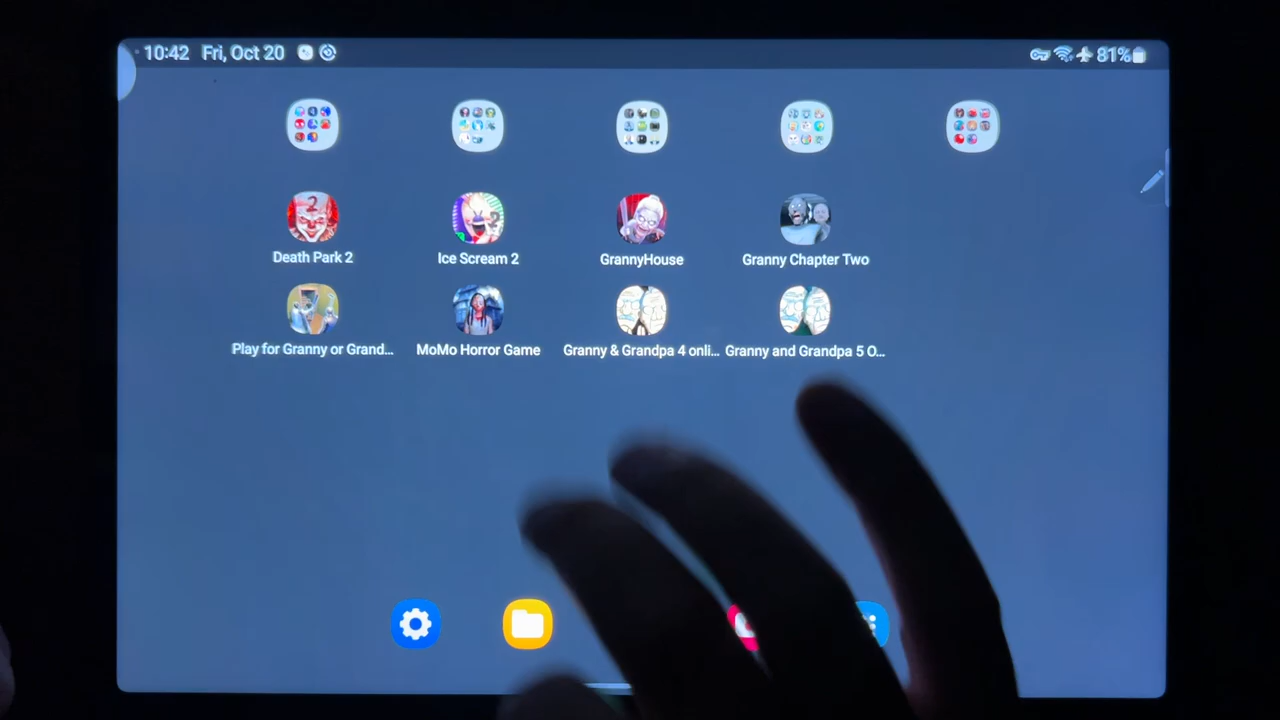 10:42 Fri, Oct 20 81%
2
Death Park 2 Ice Scream 2 GrannyHouse Granny Chapter Two
Play for Granny or Grand... MoMo Horror Game Granny & Grandpa 4 onli... Granny and Grandpa 5 O...